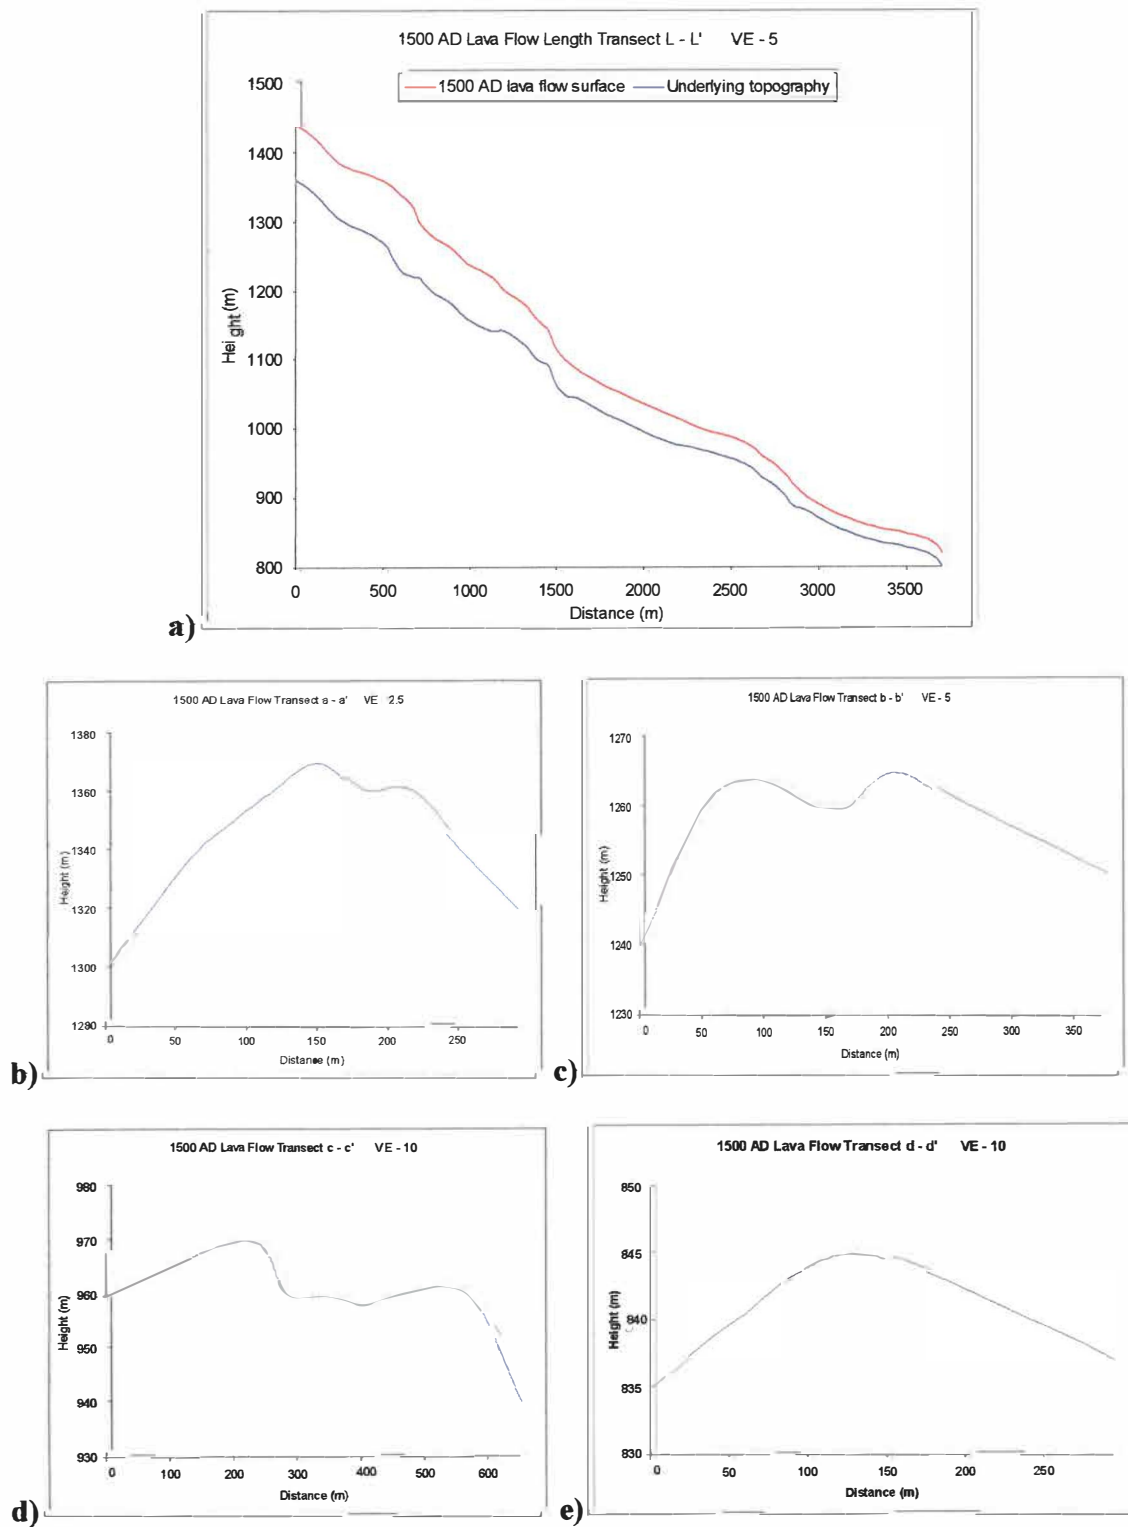 1500 AD Lava Flow Length Transect L - L' VE - 5
1500 AD lava flow surface Underlying topography
1500
1400
1300
1200
1100
1000
900
800
Height (m)
0 500 1000 1500 2000 2500 3000 3500
Distance (m)
a)
1500 AD Lava Flow Transect a - a' VE 2.5
1380
1360
1340
1320
1300
1280
Height (m)
0 50 100 150 200 250
Distance (m)
b)
1500 AD Lava Flow Transect b - b' VE - 5
1270
1260
1250
1240
1230
Height (m)
0 50 100 150 200 250 300 350
Distance (m)
c)
1500 AD Lava Flow Transect c - c' VE - 10
980
970
960
950
940
930
Height (m)
0 100 200 300 400 500 600
Distance (m)
d)
1500 AD Lava Flow Transect d - d' VE - 10
850
845
840
835
830
Height (m)
0 50 100 150 200 250
Distance (m)
e)